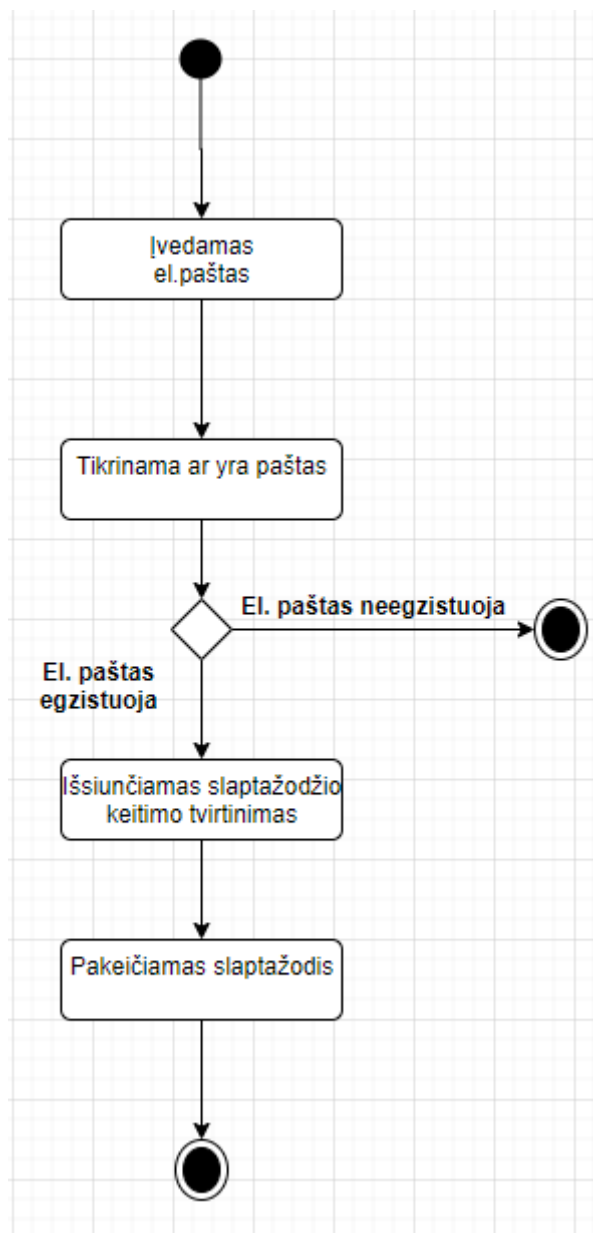 Įvedamas
el.paštas
Tikrinama ar yra paštas
El. paštas neegzistuoja
El. paštas
egzistuoja
Išsiunčiamas slaptažodžio
keitimo tvirtinimas
Pakeičiamas slaptažodis